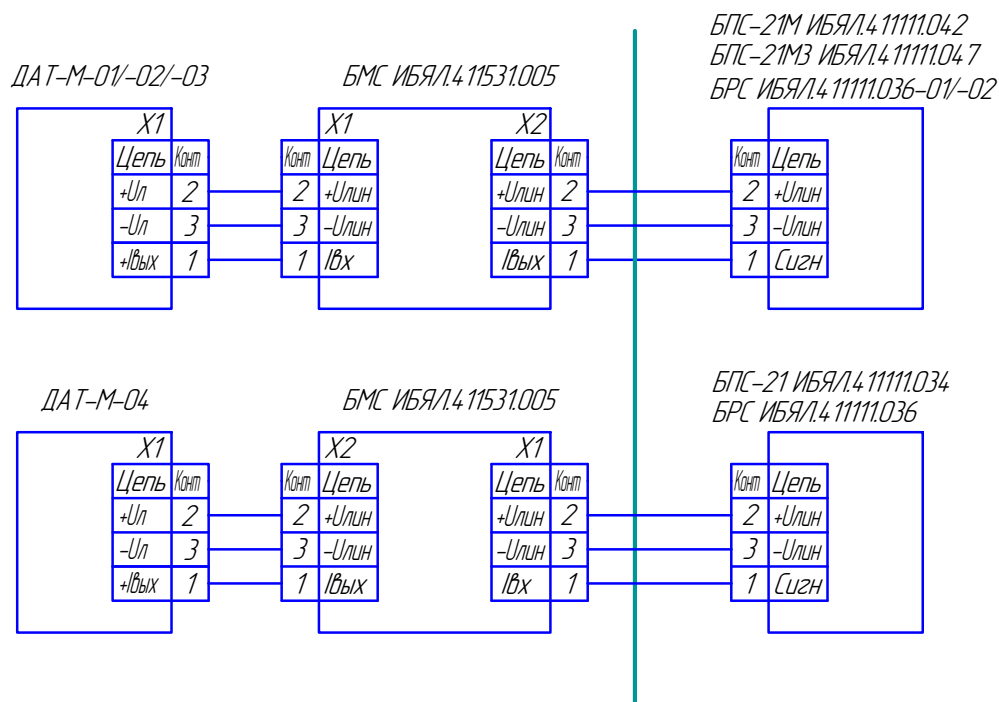 БПС-21М ИБЯЛ.411111.042
БПС-21М3 ИБЯЛ.411111.047
ДАТ-М-01/-02/-03 БМС ИБЯЛ.411531.005 БРС ИБЯЛ.411111.036-01/-02
X1 X1 X2
Цепь Конт Конт Цепь Цепь Конт Конт Цепь
+Uл 2 2 +Uлин +Uлин 2 2 +Uлин
-Uл 3 3 -Uлин -Uлин 3 3 -Uлин
+Iвых 1 1 Iвх Iвых 1 1 Сигн
БПС-21 ИБЯЛ.411111.034
ДАТ-М-04 БМС ИБЯЛ.411531.005 БРС ИБЯЛ.411111.036
X1 X2 X1
Цепь Конт Конт Цепь Цепь Конт Конт Цепь
+Uл 2 2 +Uлин +Uлин 2 2 +Uлин
-Uл 3 3 -Uлин -Uлин 3 3 -Uлин
+Iвых 1 1 Iвых Iвх 1 1 Сигн